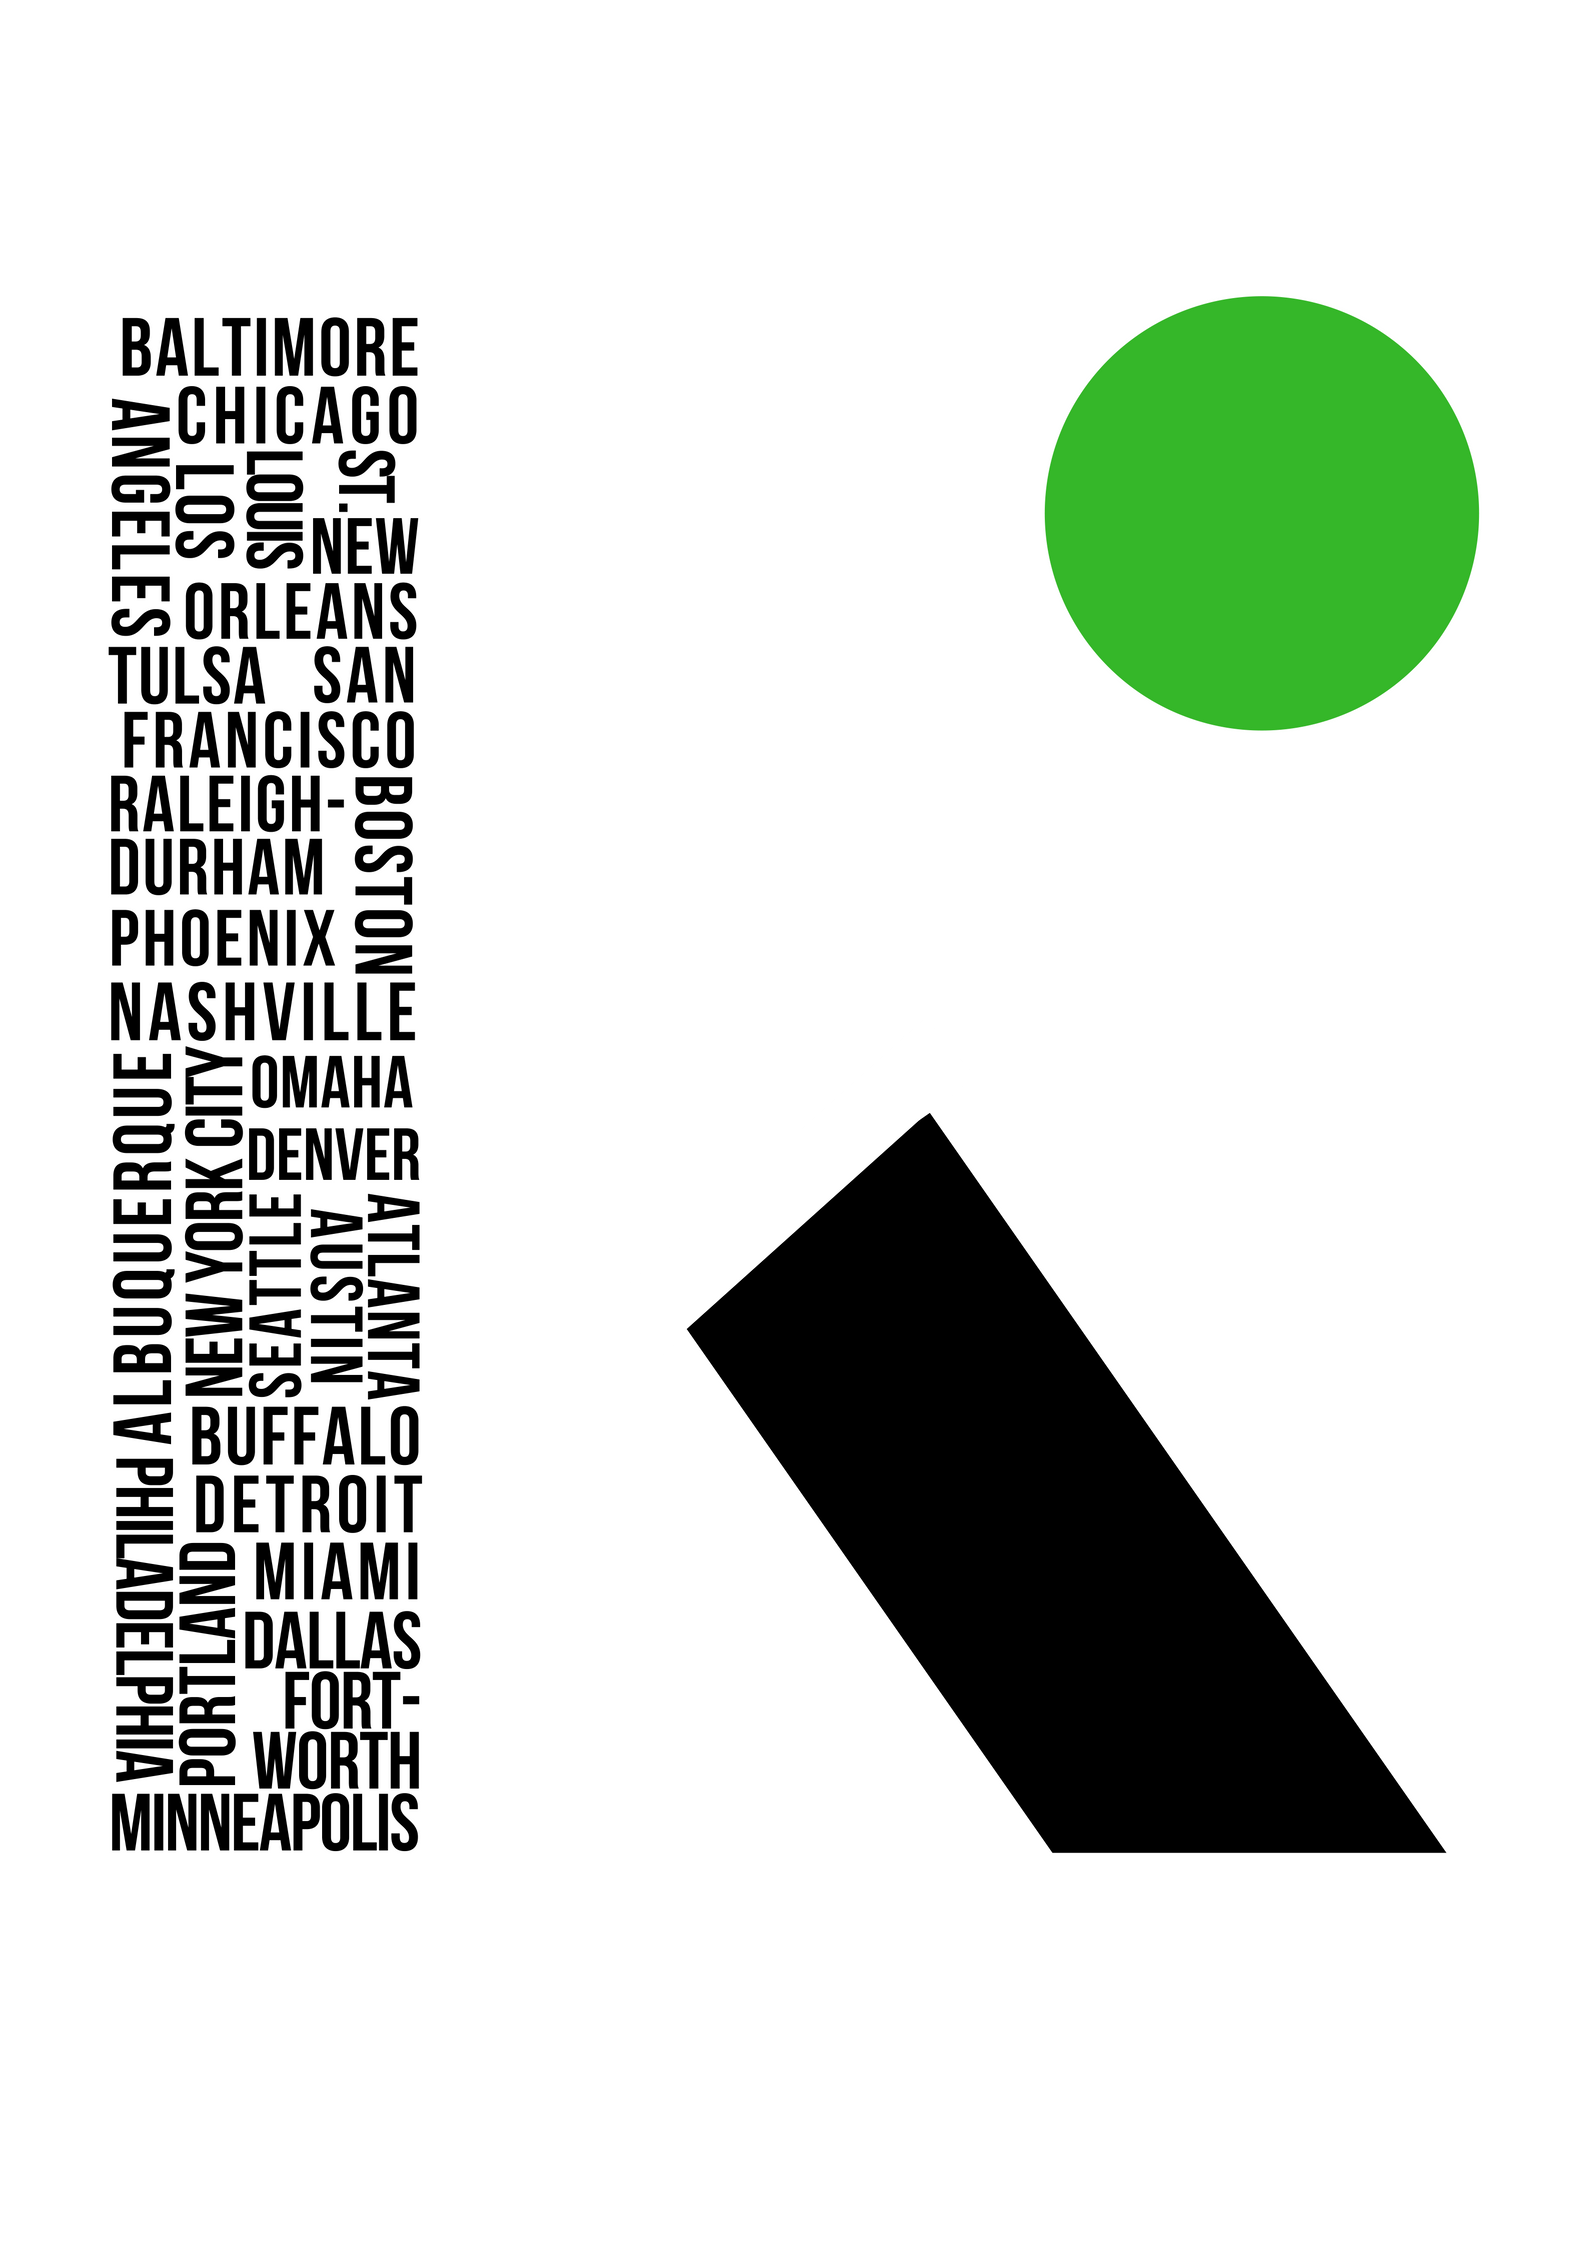 BALTIMORE
CHICAGO
LOS
ANGELES
ST.
LOUIS
NEW
ORLEANS
TULSA
SAN
FRANCISCO
RALEIGH-
DURHAM
BOSTON
PHOENIX
NASHVILLE
ALBUQUERQUE
NEW YORK CITY
OMAHA
DENVER
SEATTLE
AUSTIN
ATLANTA
BUFFALO
DETROIT
PHILADELPHIA
PORTLAND
MIAMI
DALLAS
FORT-
WORTH
MINNEAPOLIS